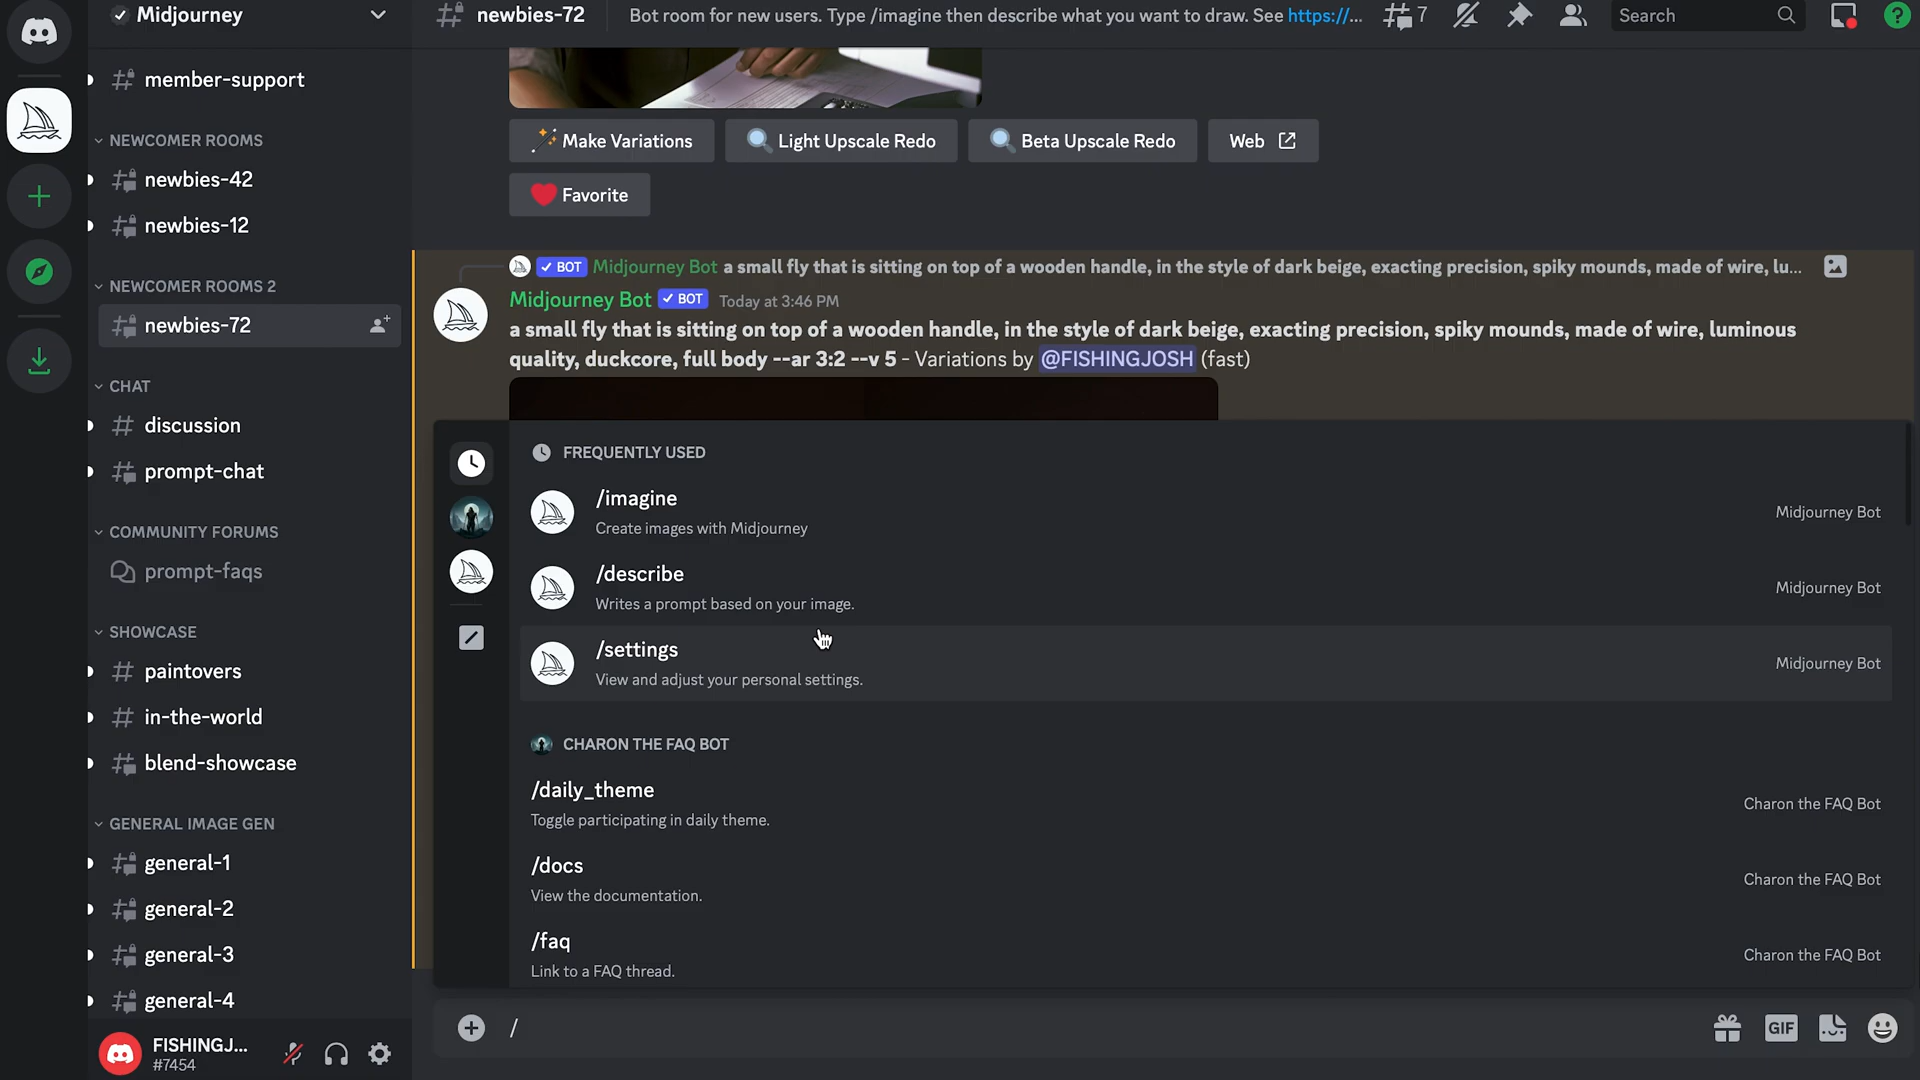 Midjourney
member-support
NEWCOMER ROOMS
newbies-42
newbies-12
NEWCOMER ROOMS 2
newbies-72
CHAT
discussion
prompt-chat
COMMUNITY FORUMS
prompt-faqs
SHOWCASE
paintovers
in-the-world
blend-showcase
GENERAL IMAGE GEN
general-1
general-2
general-3
general-4
FISHINGJ...
#7454
newbies-72
Bot room for new users. Type /imagine then describe what you want to draw. See https://...
7
Search
?
Make Variations
Light Upscale Redo
Beta Upscale Redo
Web
Favorite
BOT Midjourney Bot a small fly that is sitting on top of a wooden handle, in the style of dark beige, exacting precision, spiky mounds, made of wire, lu...
Midjourney Bot BOT Today at 3:46 PM
a small fly that is sitting on top of a wooden handle, in the style of dark beige, exacting precision, spiky mounds, made of wire, luminous
quality, duckcore, full body --ar 3:2 --v 5 - Variations by @FISHINGJOSH (fast)
FREQUENTLY USED
/imagine
Create images with Midjourney
Midjourney Bot
/describe
Writes a prompt based on your image.
Midjourney Bot
/settings
View and adjust your personal settings.
Midjourney Bot
CHARON THE FAQ BOT
/daily_theme
Toggle participating in daily theme.
Charon the FAQ Bot
/docs
View the documentation.
Charon the FAQ Bot
/faq
Link to a FAQ thread.
Charon the FAQ Bot
/
GIF